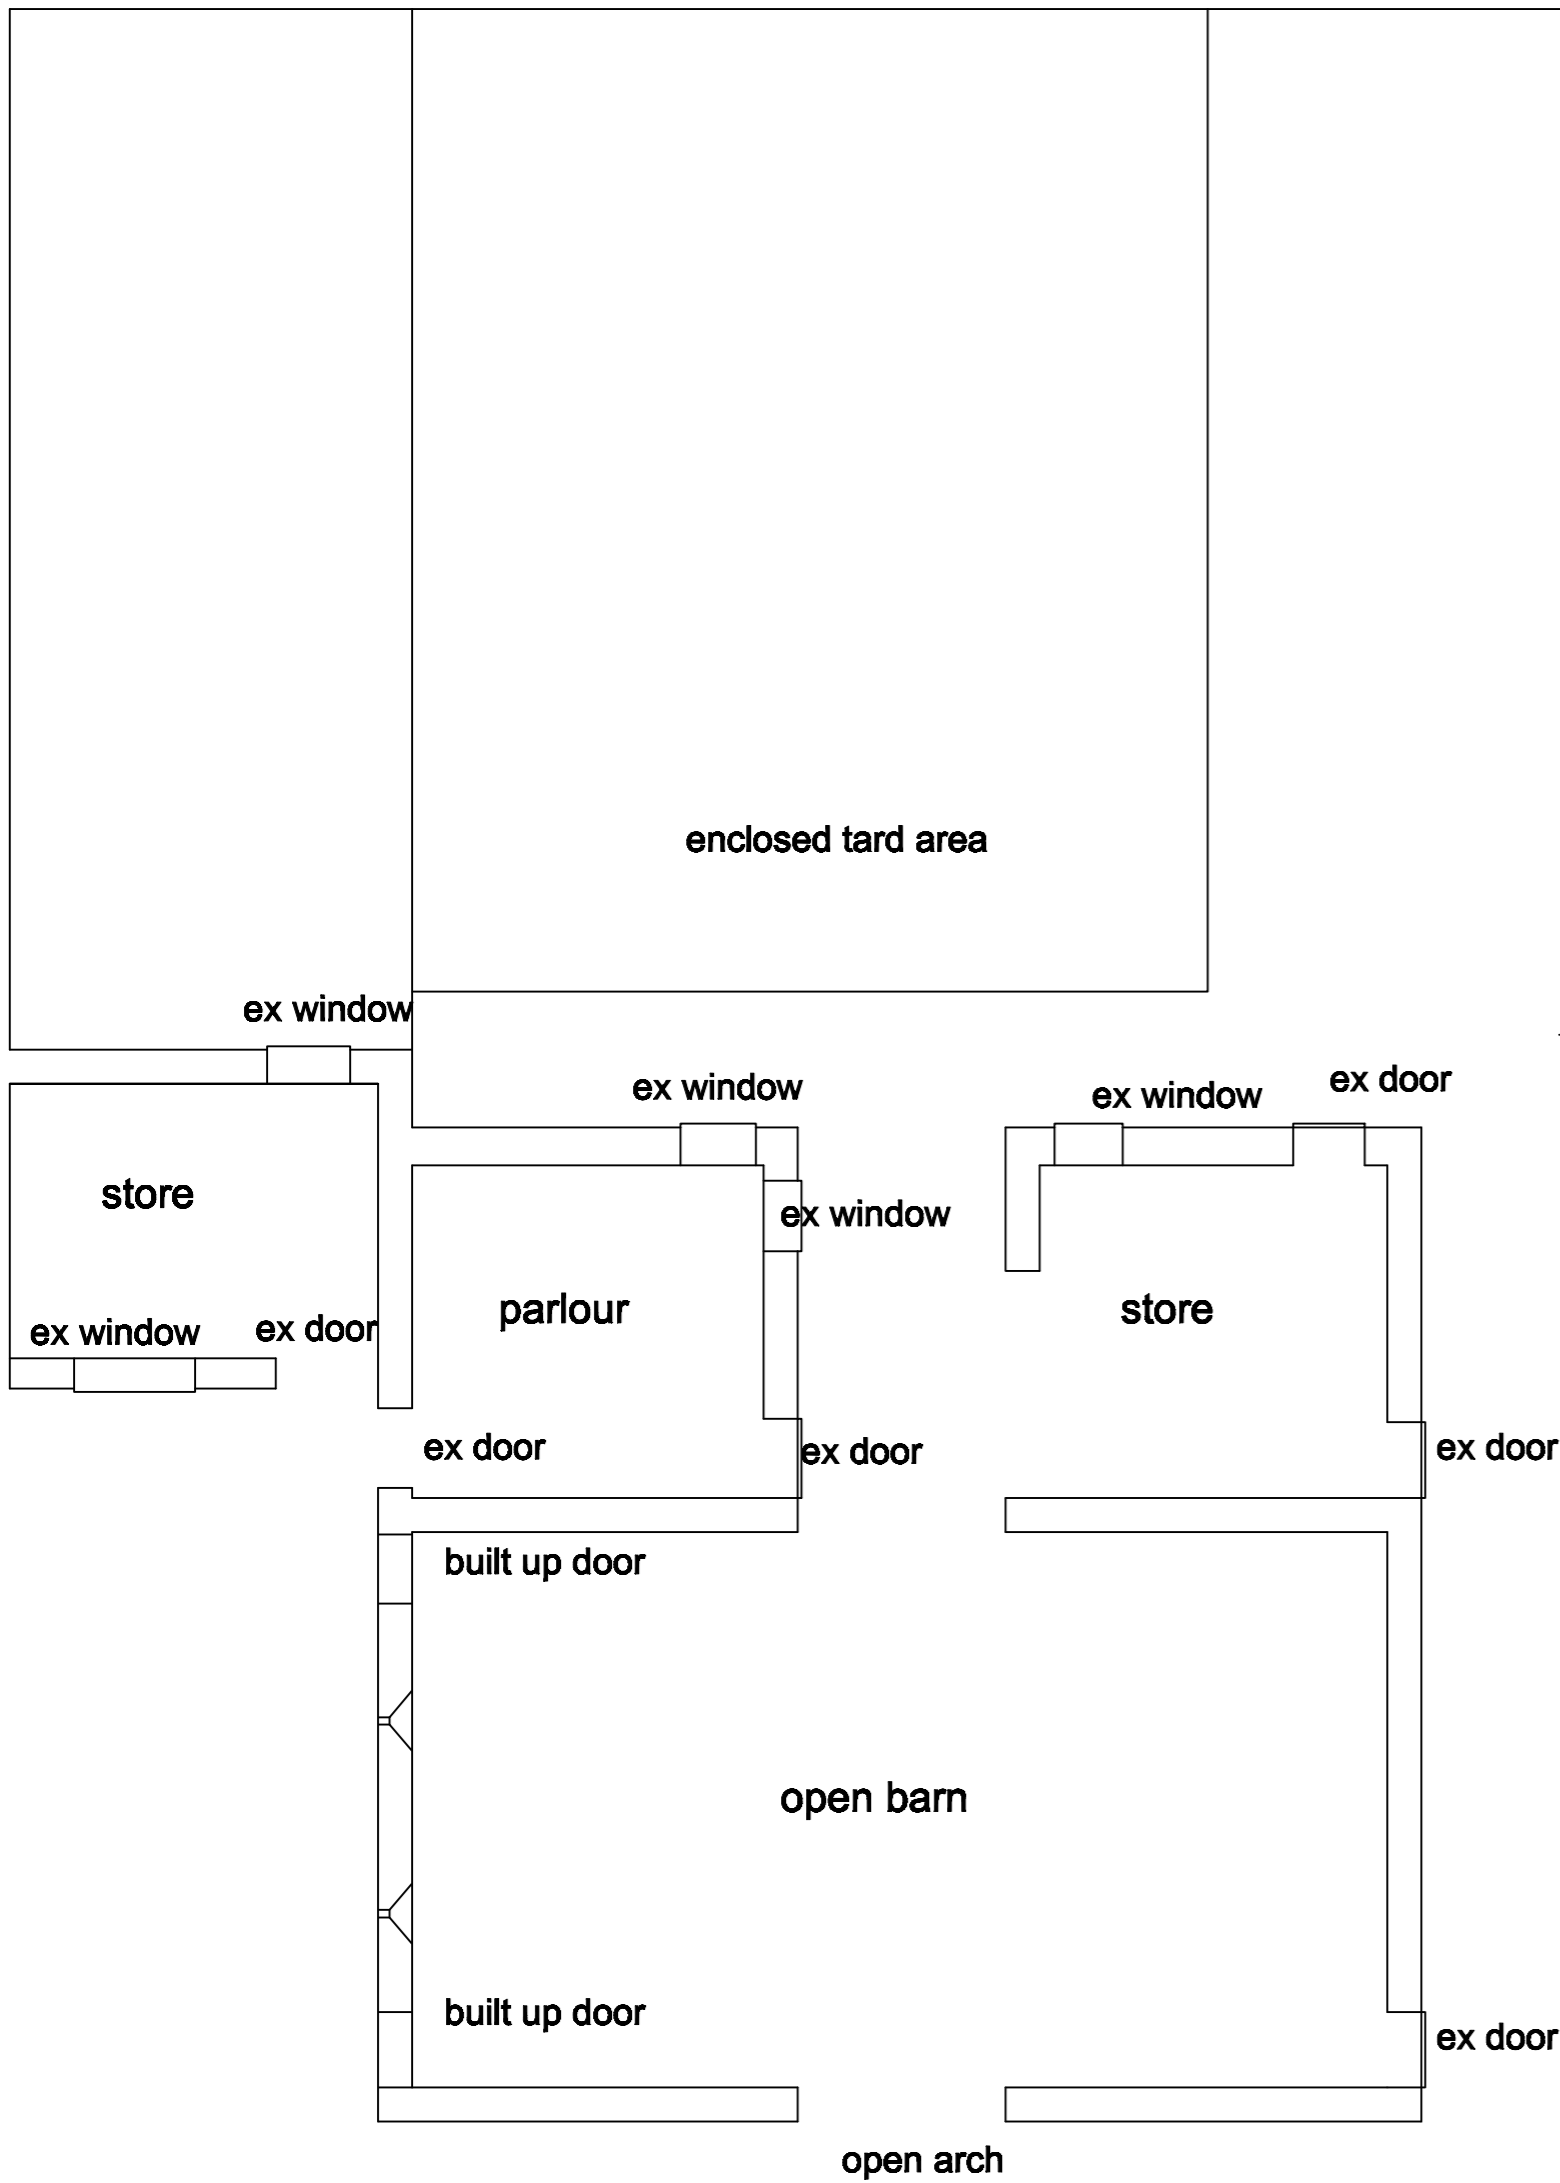 enclosed tard area
ex window
ex window
ex window
ex door
store
ex window
parlour
store
ex window
ex door
ex door
ex door
ex door
built up door
open barn
built up door
ex door
open arch